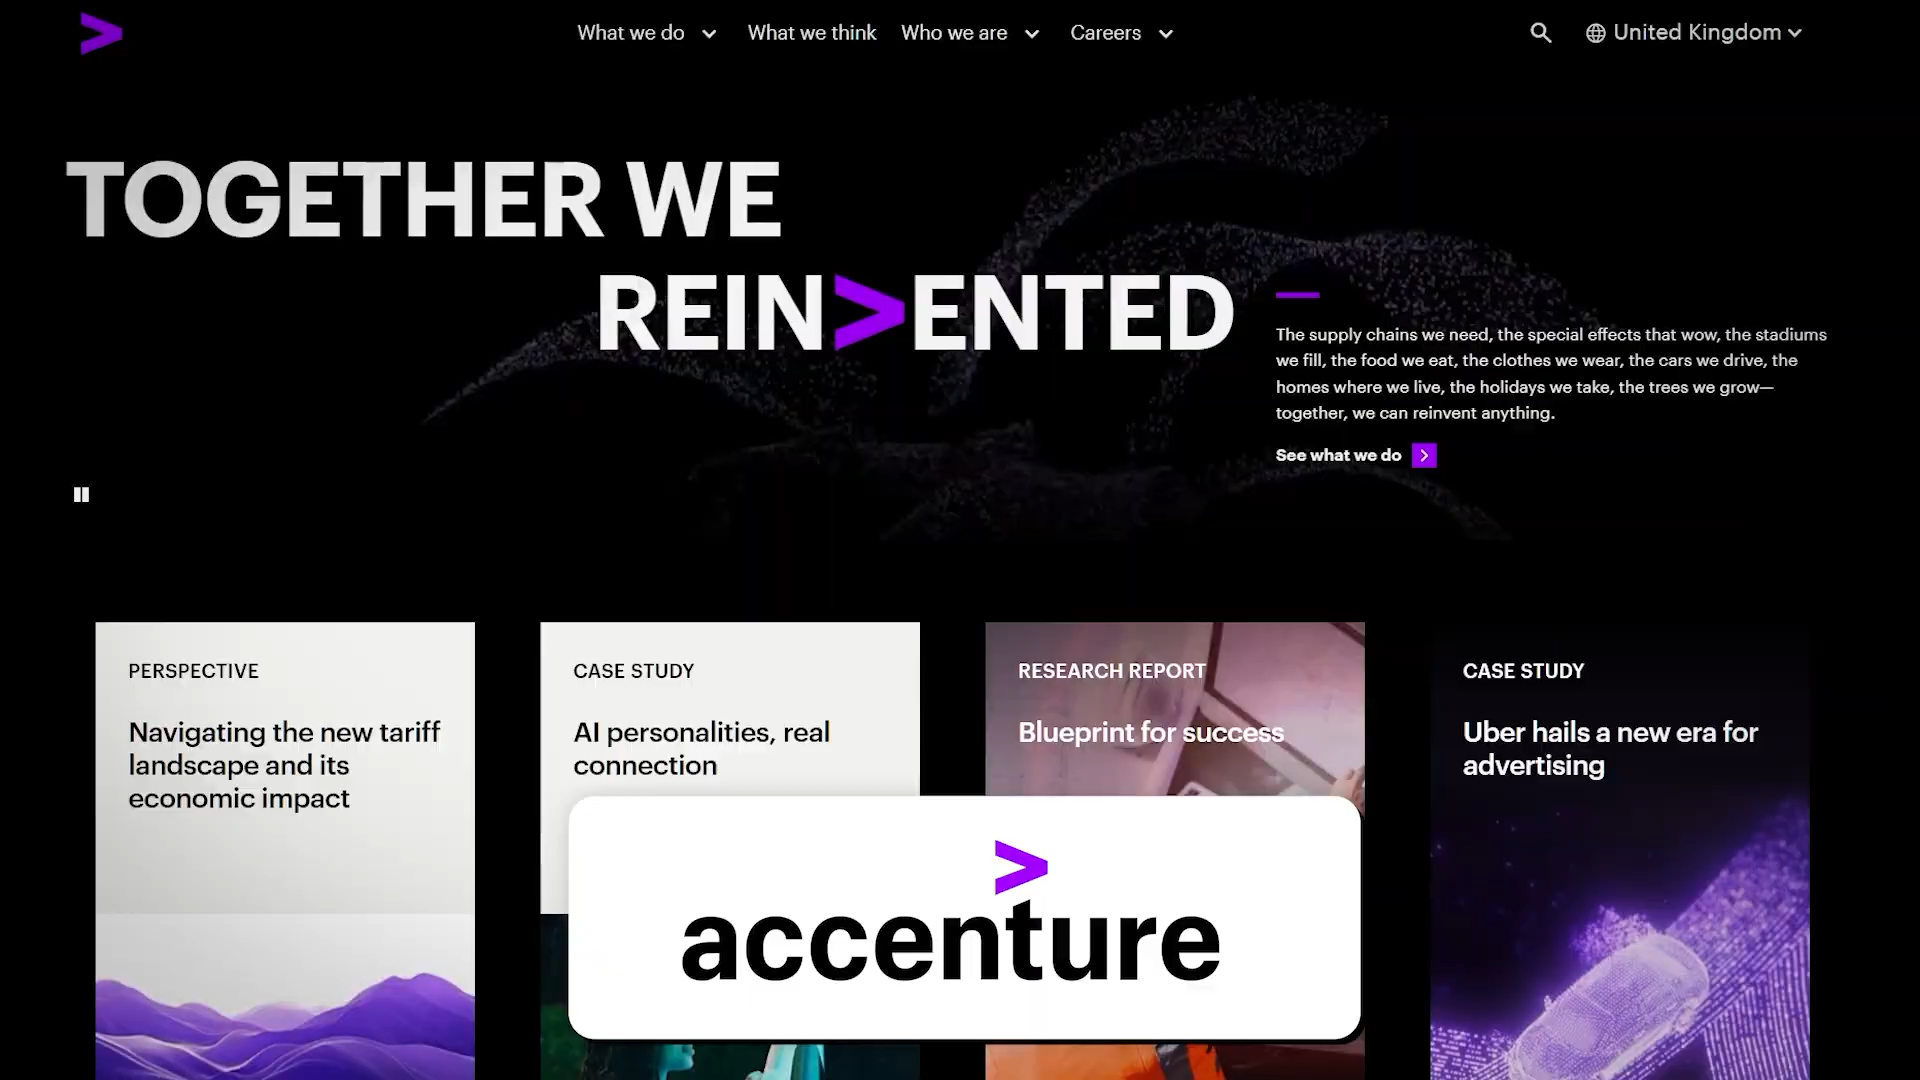 What we do
What we think
Who we are
Careers
United Kingdom
TOGETHER WE
REIN>ENTED
The supply chains we need, the special effects that wow, the stadiums
we fill, the food we eat, the clothes we wear, the cars we drive, the
homes where we live, the holidays we take, the trees we grow—
together, we can reinvent anything.
See what we do
PERSPECTIVE
Navigating the new tariff
landscape and its
economic impact
CASE STUDY
AI personalities, real
connection
RESEARCH REPORT
Blueprint for success
CASE STUDY
Uber hails a new era for
advertising
accenture